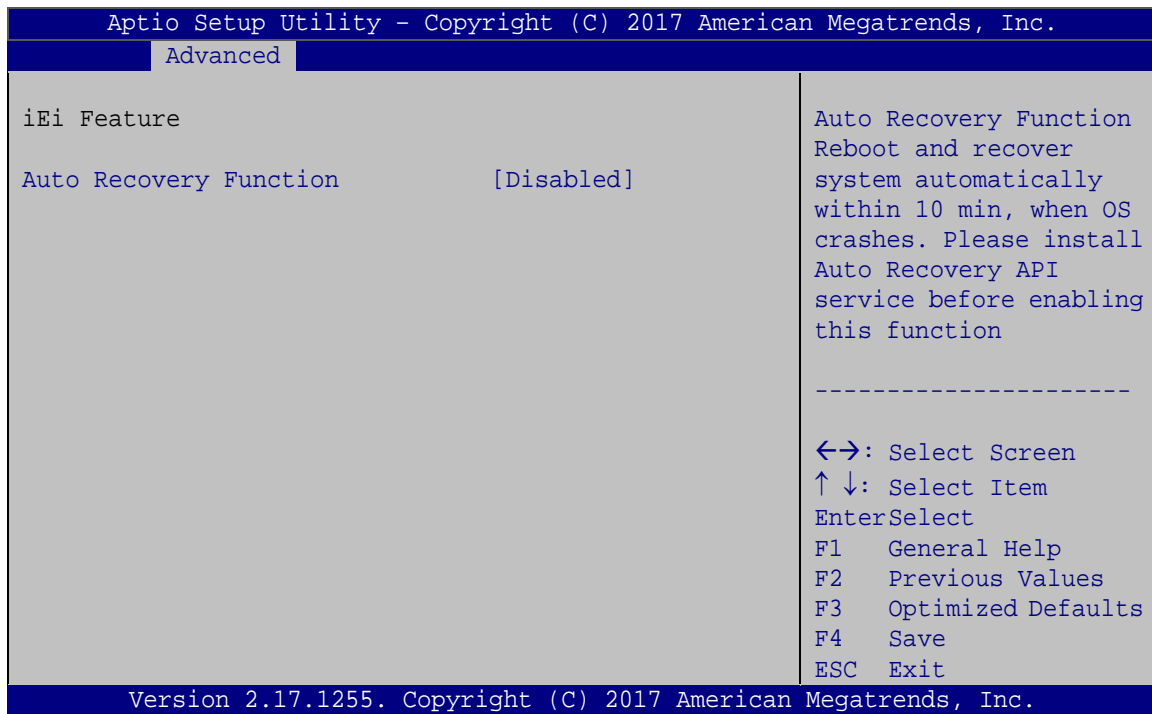 Aptio Setup Utility – Copyright (C) 2017 American Megatrends, Inc.
Advanced
iEi Feature
Auto Recovery Function [Disabled]
Auto Recovery Function
Reboot and recover
system automatically
within 10 min, when OS
crashes. Please install
Auto Recovery API
service before enabling
this function
----------------------
←→: Select Screen
↑ ↓: Select Item
EnterSelect
F1 General Help
F2 Previous Values
F3 Optimized Defaults
F4 Save
ESC Exit
Version 2.17.1255. Copyright (C) 2017 American Megatrends, Inc.